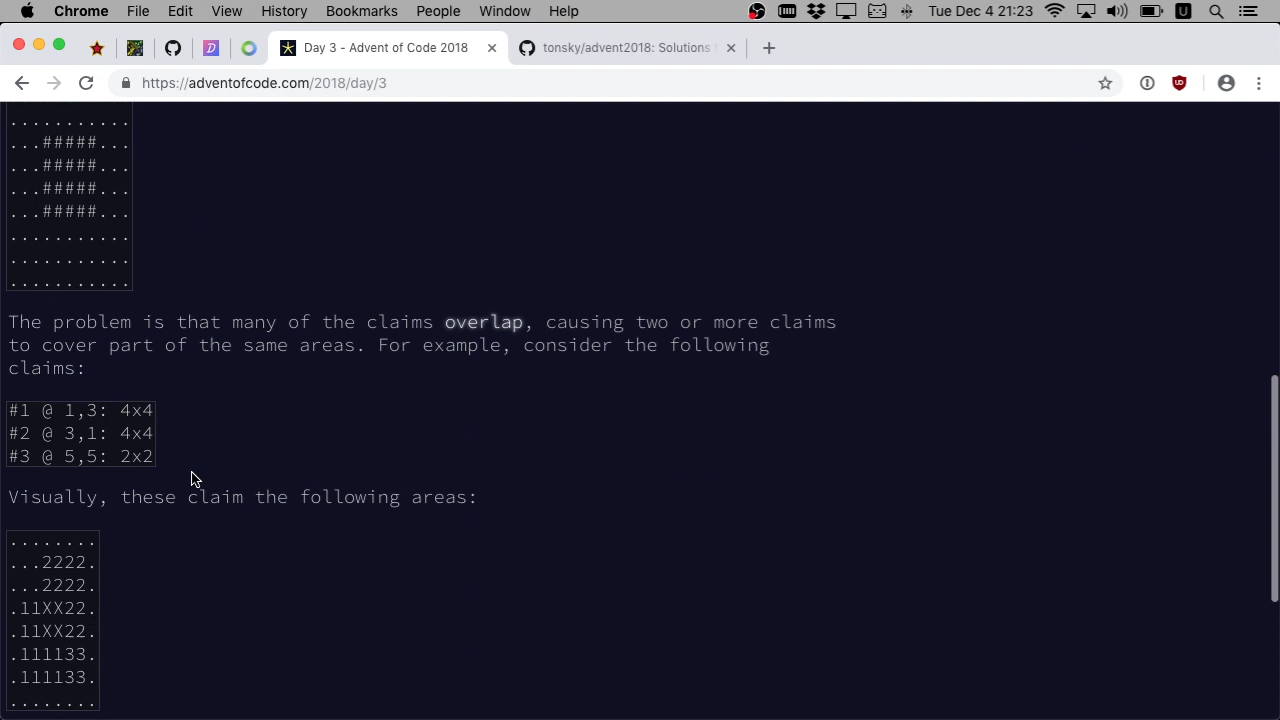 Chrome File Edit View History Bookmarks People Window Help Tue Dec 4 21:23 U
Day 3 - Advent of Code 2018 tonsky/advent2018: Solutions
https://adventofcode.com/2018/day/3
...........
...#####...
...#####...
...#####...
...#####...
...........
...........
...........
The problem is that many of the claims overlap, causing two or more claims
to cover part of the same areas. For example, consider the following
claims:
#1 @ 1,3: 4x4
#2 @ 3,1: 4x4
#3 @ 5,5: 2x2
Visually, these claim the following areas:
........
...2222.
...2222.
.11XX22.
.11XX22.
.111133.
.111133.
........